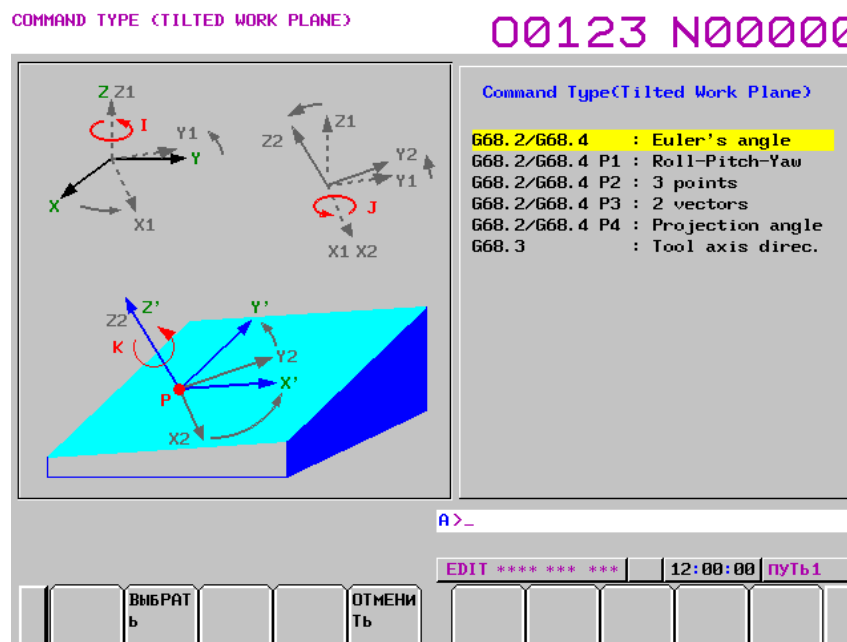 COMMAND TYPE (TILTED WORK PLANE)
O0123 N00000
Z Z1
I
Y1
Y
X
X1
Z1
Z2
Y2
Y1
J
X1 X2
Command Type(Tilted Work Plane)
G68.2/G68.4 : Euler's angle
G68.2/G68.4 P1 : Roll-Pitch-Yaw
G68.2/G68.4 P2 : 3 points
G68.2/G68.4 P3 : 2 vectors
G68.2/G68.4 P4 : Projection angle
G68.3 : Tool axis direc.
Z'
Z2
Y'
K
Y2
X'
P
X2
A>_
EDIT **** *** *** 12:00:00 ПУТЬ1
ВЫБРАТ
Ь
ОТМЕНИ
ТЬ